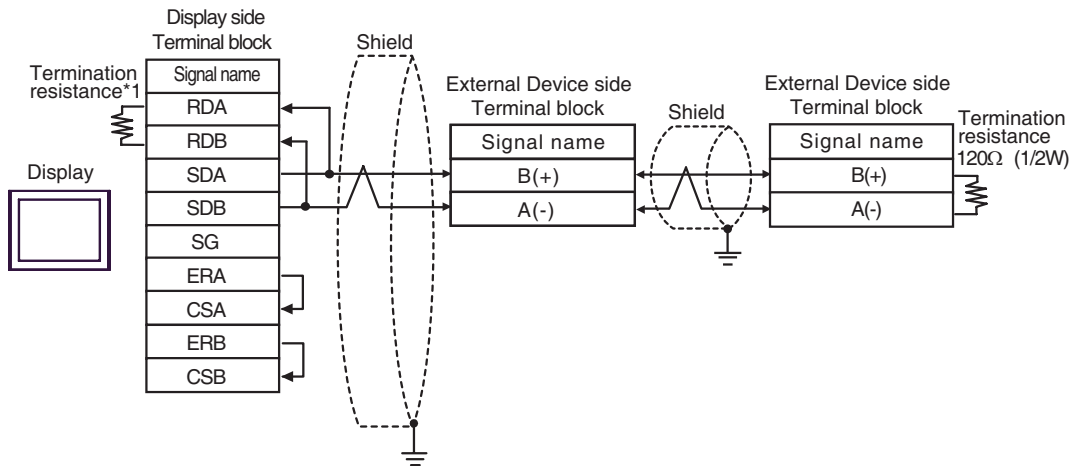 Display side
Terminal block
Shield
Termination
resistance*1
Signal name
RDA
RDB
SDA
SDB
SG
ERA
CSA
ERB
CSB
Display
External Device side
Terminal block
Signal name
B(+)
A(-)
Shield
External Device side
Terminal block
Signal name
B(+)
A(-)
Termination
resistance
120Ω (1/2W)